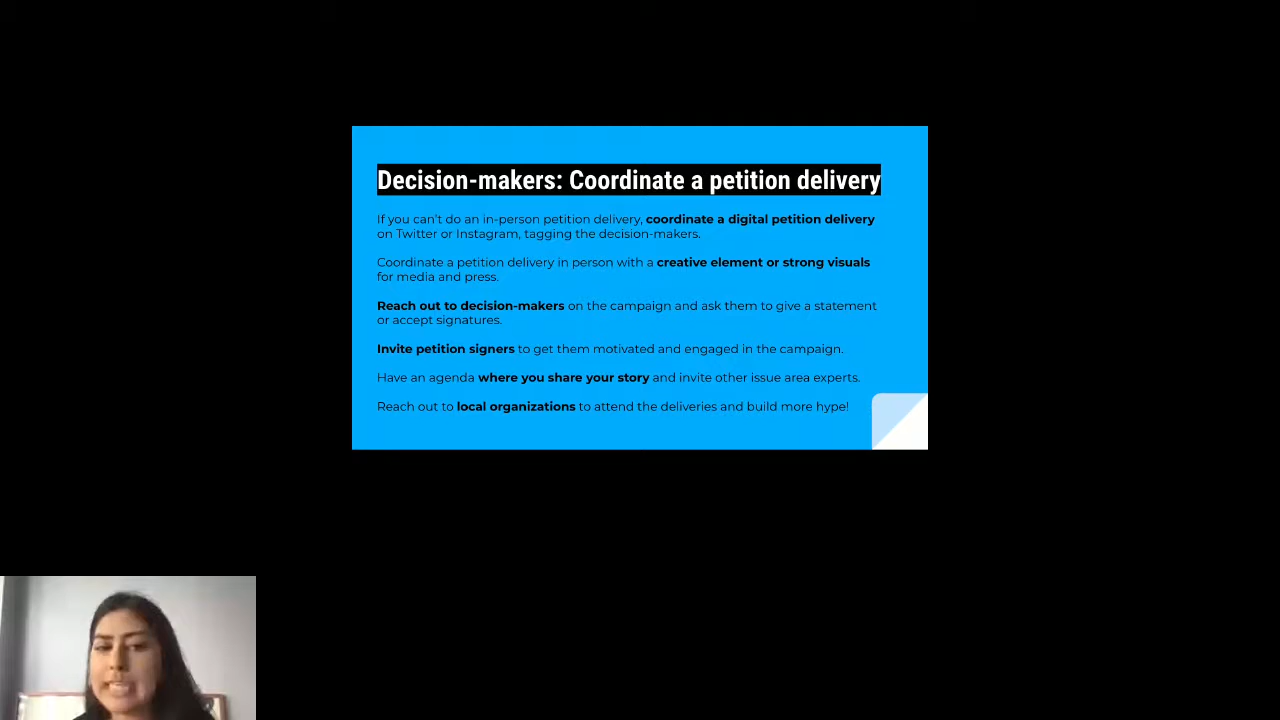 Decision-makers: Coordinate a petition delivery
If you can't do an in-person petition delivery, coordinate a digital petition delivery
on Twitter or Instagram, tagging the decision-makers.
Coordinate a petition delivery in person with a creative element or strong visuals
for media and press.
Reach out to decision-makers on the campaign and ask them to give a statement
or accept signatures.
Invite petition signers to get them motivated and engaged in the campaign.
Have an agenda where you share your story and invite other issue area experts.
Reach out to local organizations to attend the deliveries and build more hype!